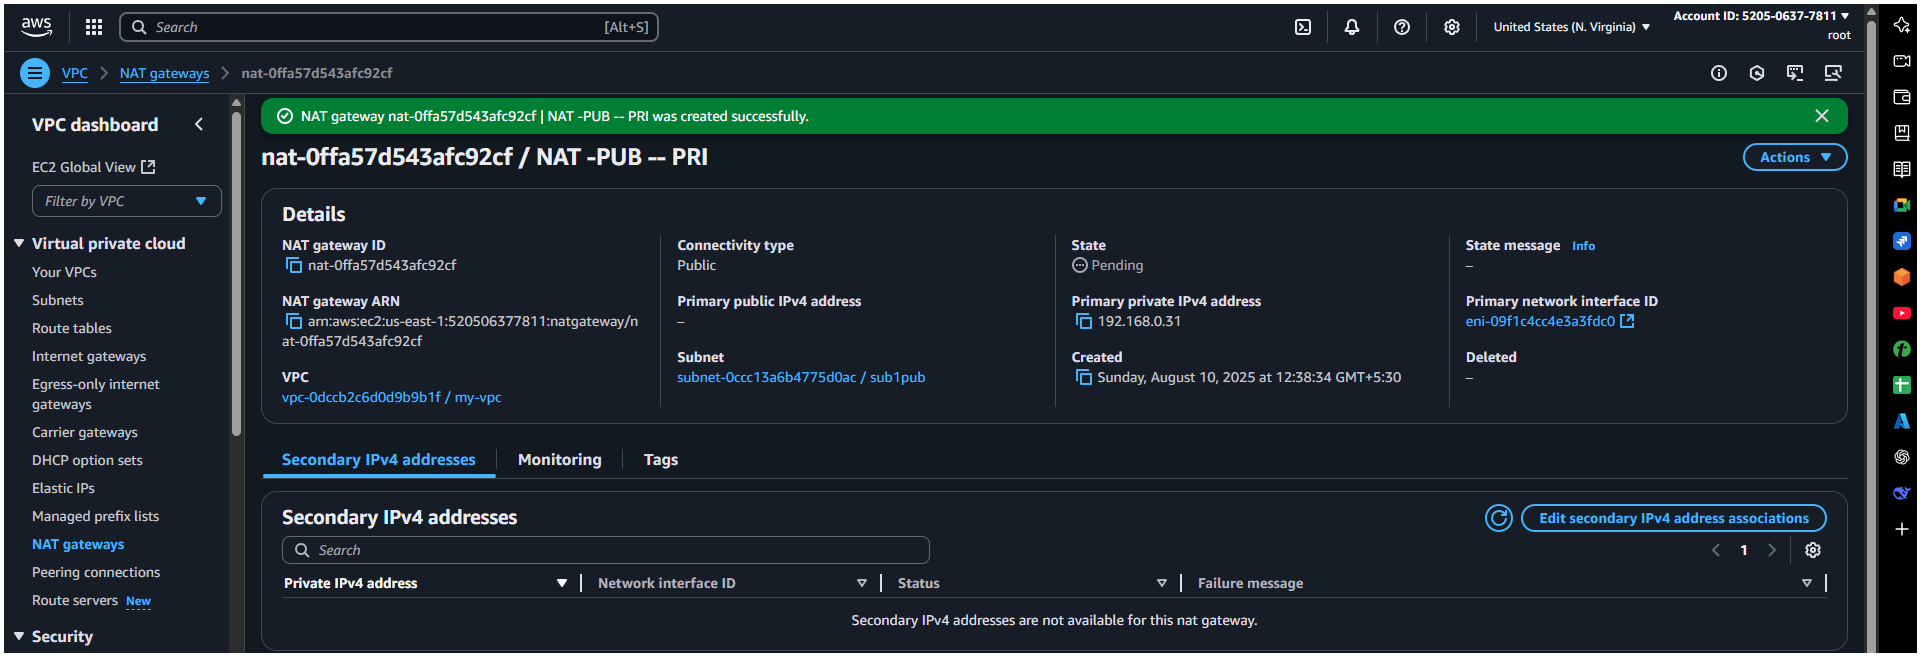 aws
Search [Alt+S]
United States (N. Virginia)
Account ID: 5205-0637-7811
root
VPC
NAT gateways
nat-0ffa57d543afc92cf
VPC dashboard
EC2 Global View
Filter by VPC
Virtual private cloud
Your VPCs
Subnets
Route tables
Internet gateways
Egress-only internet
gateways
Carrier gateways
DHCP option sets
Elastic IPs
Managed prefix lists
NAT gateways
Peering connections
Route servers New
Security
NAT gateway nat-0ffa57d543afc92cf | NAT -PUB -- PRI was created successfully.
nat-0ffa57d543afc92cf / NAT -PUB -- PRI
Actions
Details
NAT gateway ID
nat-0ffa57d543afc92cf
NAT gateway ARN
arn:aws:ec2:us-east-1:520506377811:natgateway/n
at-0ffa57d543afc92cf
VPC
vpc-0dccb2c6d0d9b9b1f / my-vpc
Connectivity type
Public
Primary public IPv4 address
–
Subnet
subnet-0ccc13a6b4775d0ac / sub1pub
State
Pending
Primary private IPv4 address
192.168.0.31
Created
Sunday, August 10, 2025 at 12:38:34 GMT+5:30
State message Info
–
Primary network interface ID
eni-09f1c4cc4e3a3fdc0
Deleted
–
Secondary IPv4 addresses
Monitoring
Tags
Secondary IPv4 addresses
Edit secondary IPv4 address associations
Search
1
Private IPv4 address
Network interface ID
Status
Failure message
Secondary IPv4 addresses are not available for this nat gateway.